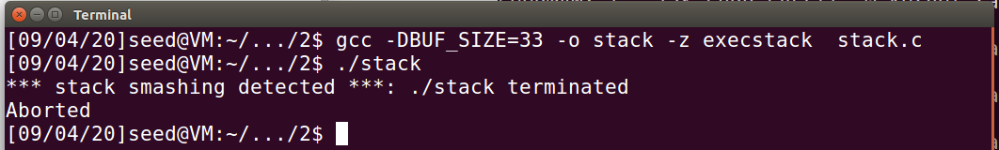 Terminal
[09/04/20]seed@VM:~/.../2$ gcc -DBUF_SIZE=33 -o stack -z execstack  stack.c
[09/04/20]seed@VM:~/.../2$ ./stack
*** stack smashing detected ***: ./stack terminated
Aborted
[09/04/20]seed@VM:~/.../2$